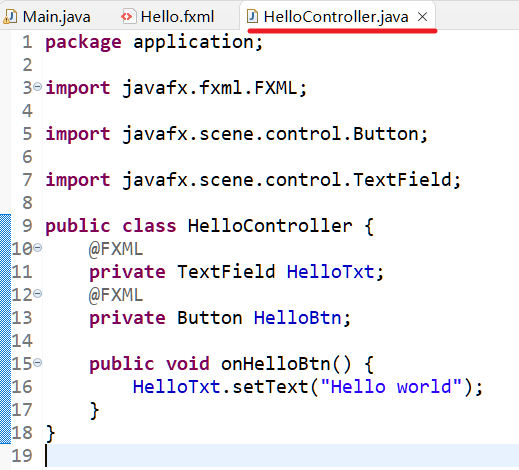 Main.java Hello.fxml HelloController.java
1 package application;
2
3 import javafx.fxml.FXML;
4
5 import javafx.scene.control.Button;
6
7 import javafx.scene.control.TextField;
8
9 public class HelloController {
10     @FXML
11     private TextField HelloTxt;
12     @FXML
13     private Button HelloBtn;
14
15     public void onHelloBtn() {
16         HelloTxt.setText("Hello world");
17     }
18 }
19